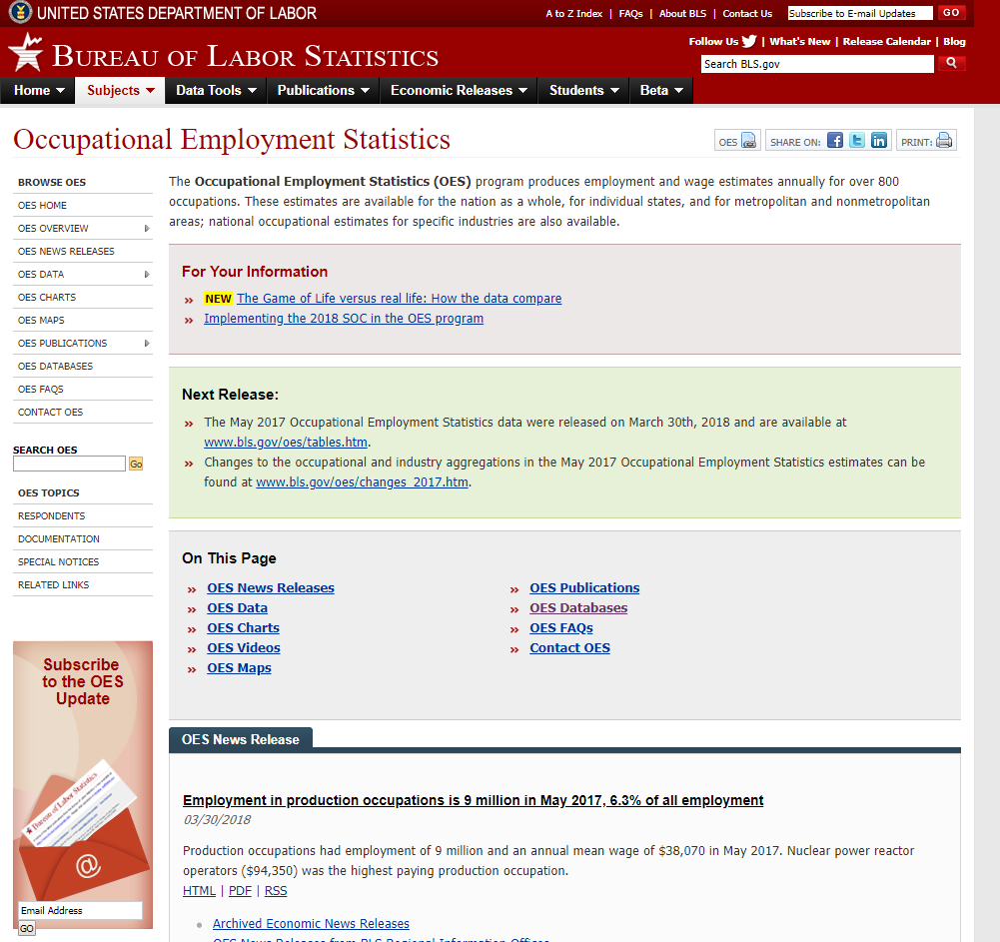 UNITED STATES DEPARTMENT OF LABOR
A to Z Index | FAQs | About BLS | Contact Us
Subscribe to E-mail Updates
GO
Follow Us | What's New | Release Calendar | Blog
BUREAU OF LABOR STATISTICS
Search BLS.gov
Home
Subjects
Data Tools
Publications
Economic Releases
Students
Beta
Occupational Employment Statistics
OES
SHARE ON:
PRINT:
BROWSE OES
OES HOME
OES OVERVIEW
OES NEWS RELEASES
OES DATA
OES CHARTS
OES MAPS
OES PUBLICATIONS
OES DATABASES
OES FAQS
CONTACT OES
SEARCH OES
Go
OES TOPICS
RESPONDENTS
DOCUMENTATION
SPECIAL NOTICES
RELATED LINKS
Subscribe
to the OES
Update
Bureau of Labor Statistics
@
Email Address
GO
The Occupational Employment Statistics (OES) program produces employment and wage estimates annually for over 800
occupations. These estimates are available for the nation as a whole, for individual states, and for metropolitan and nonmetropolitan
areas; national occupational estimates for specific industries are also available.
For Your Information
» NEW The Game of Life versus real life: How the data compare
» Implementing the 2018 SOC in the OES program
Next Release:
» The May 2017 Occupational Employment Statistics data were released on March 30th, 2018 and are available at
www.bls.gov/oes/tables.htm.
» Changes to the occupational and industry aggregations in the May 2017 Occupational Employment Statistics estimates can be
found at www.bls.gov/oes/changes_2017.htm.
On This Page
» OES News Releases
» OES Data
» OES Charts
» OES Videos
» OES Maps
» OES Publications
» OES Databases
» OES FAQs
» Contact OES
OES News Release
Employment in production occupations is 9 million in May 2017, 6.3% of all employment
03/30/2018
Production occupations had employment of 9 million and an annual mean wage of $38,070 in May 2017. Nuclear power reactor
operators ($94,350) was the highest paying production occupation.
HTML | PDF | RSS
Archived Economic News Releases
OES News Releases from BLS Regional Information Offices